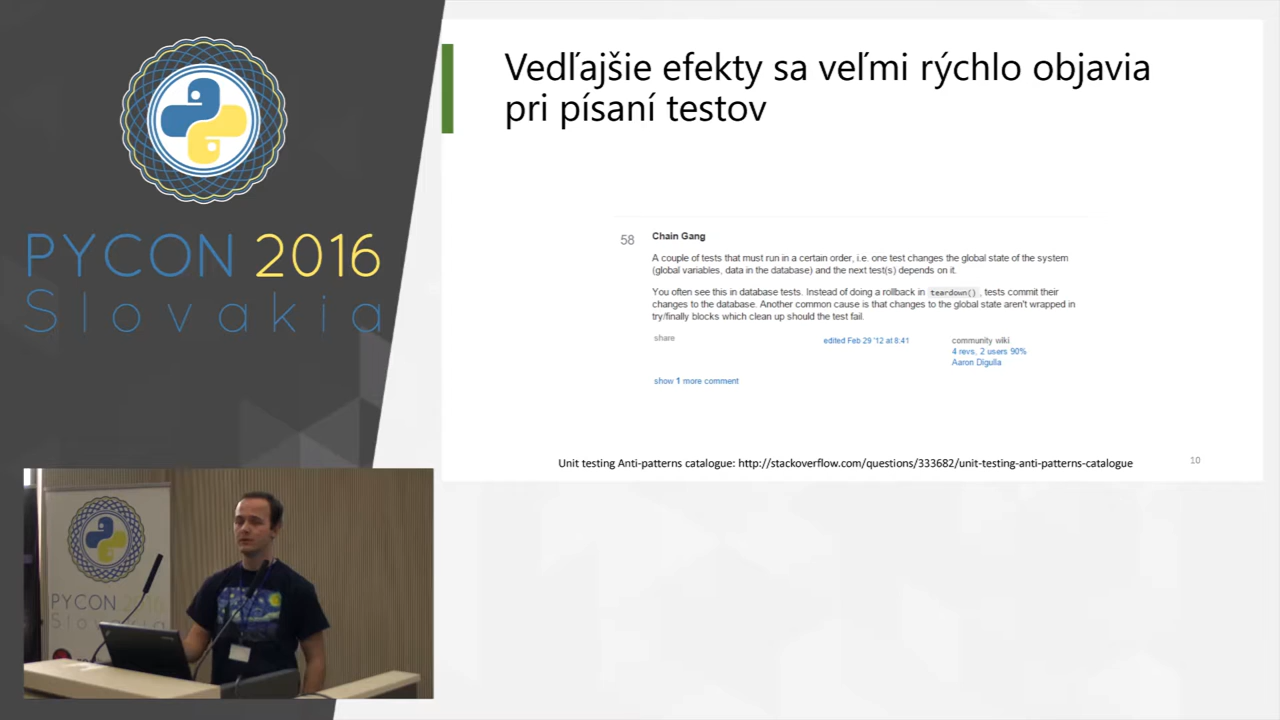 PYCON 2016
Slovakia
Vedľajšie efekty sa veľmi rýchlo objavia
pri písaní testov
58
Chain Gang
A couple of tests that must run in a certain order, i.e. one test changes the global state of the system
(global variables, data in the database) and the next test(s) depends on it.
You often see this in database tests. Instead of doing a rollback in teardown(), tests commit their
changes to the database. Another common cause is that changes to the global state aren't wrapped in
try/finally blocks which clean up should the test fail.
share
edited Feb 29 '12 at 8:41
community wiki
4 revs, 2 users 90%
Aaron Digulla
show 1 more comment
Unit testing Anti-patterns catalogue: http://stackoverflow.com/questions/333682/unit-testing-anti-patterns-catalogue
10
PYCON 2016
Slovakia